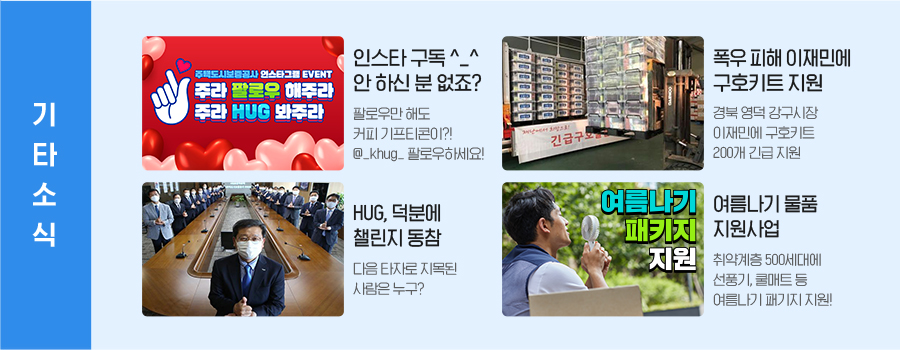 기
타
소
식
주택도시보증공사 인스타그램 EVENT
주라 팔로우 해주라
주라 HUG 봐주라
인스타 구독 ^_^
안 하신 분 없죠?
팔로우만 해도
커피 기프티콘이?!
@_khug_ 팔로우하세요!
긴급구호
폭우 피해 이재민에
구호키트 지원
경북 영덕 강구시장
이재민에 구호키트
200개 긴급 지원
HUG, 덕분에
챌린지 동참
다음 타자로 지목된
사람은 누구?
여름나기
패키지
지원
여름나기 물품
지원사업
취약계층 500세대에
선풍기, 쿨매트 등
여름나기 패키지 지원!